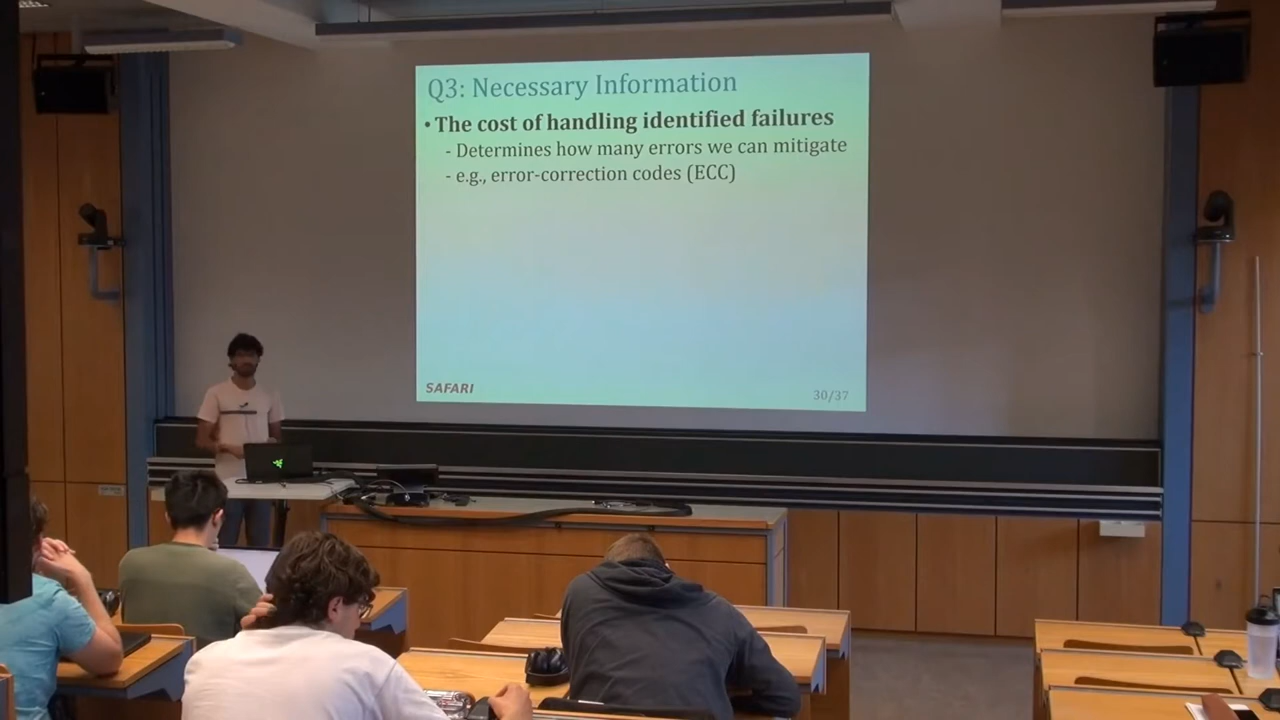 Q3: Necessary Information
• The cost of handling identified failures
- Determines how many errors we can mitigate
- e.g., error-correction codes (ECC)
SAFARI
30/37